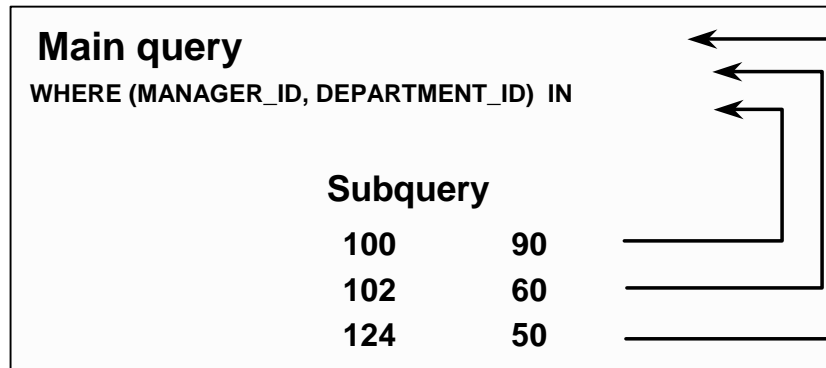 Main query
WHERE (MANAGER_ID, DEPARTMENT_ID) IN
Subquery
100 90
102 60
124 50